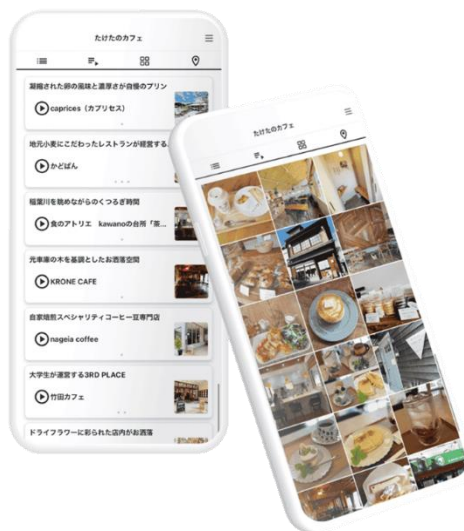 たけたのカフェ
凝縮された卵の風味と濃厚さが自慢のプリン
caprices（カプリセス）
地元小麦にこだわったレストランが経営する…
かどぱん
稲葉川を眺めながらのくつろぎ時間
食のアトリエ kawanoの台所「茶...
元車庫の木を基調としたお洒落空間
KRONE CAFE
自家焙煎スペシャリティコーヒー豆専門店
nageia coffee
大学生が運営する3RD PLACE
竹田カフェ
ドライフラワーに彩られた店内がお洒落
たけたのカフェ